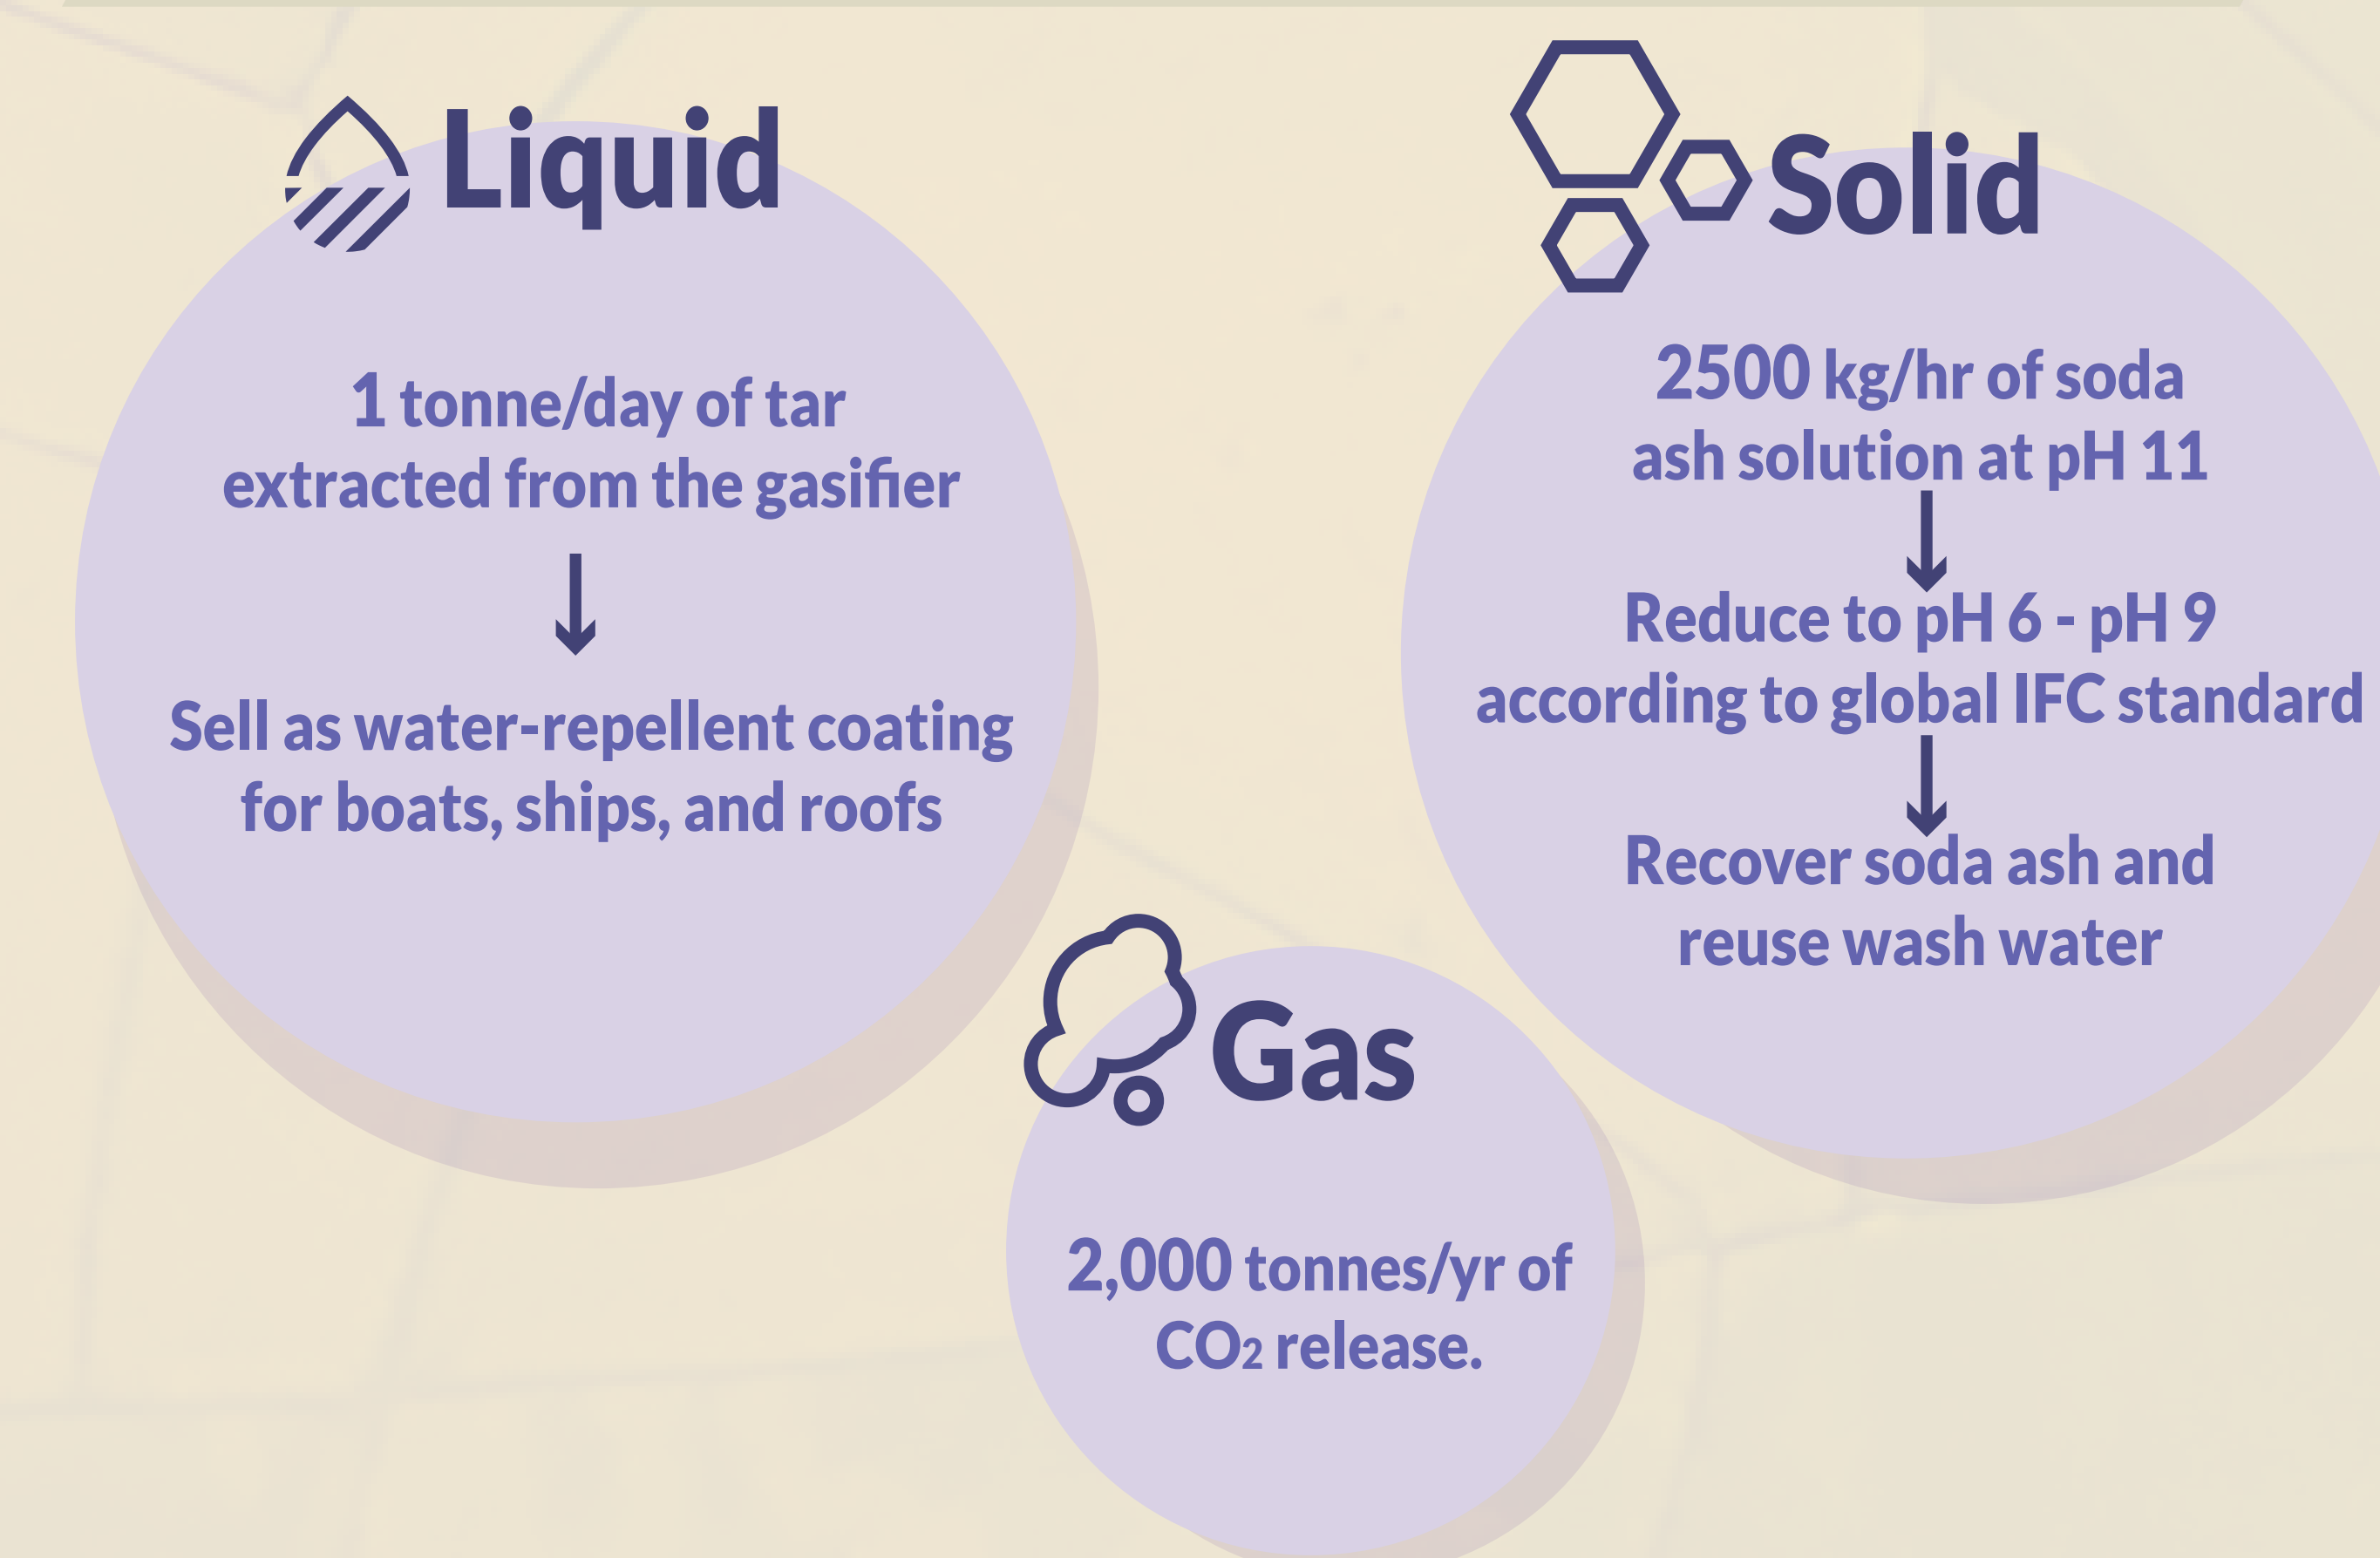 Liquid
1 tonne/day of tar
extracted from the gasifier
Sell as water-repellent coating
for boats, ships, and roofs
Solid
2500 kg/hr of soda
ash solution at pH 11
Reduce to pH 6 - pH 9
according to global IFC standard
Recover soda ash and
reuse wash water
Gas
2,000 tonnes/yr of
CO₂ release.